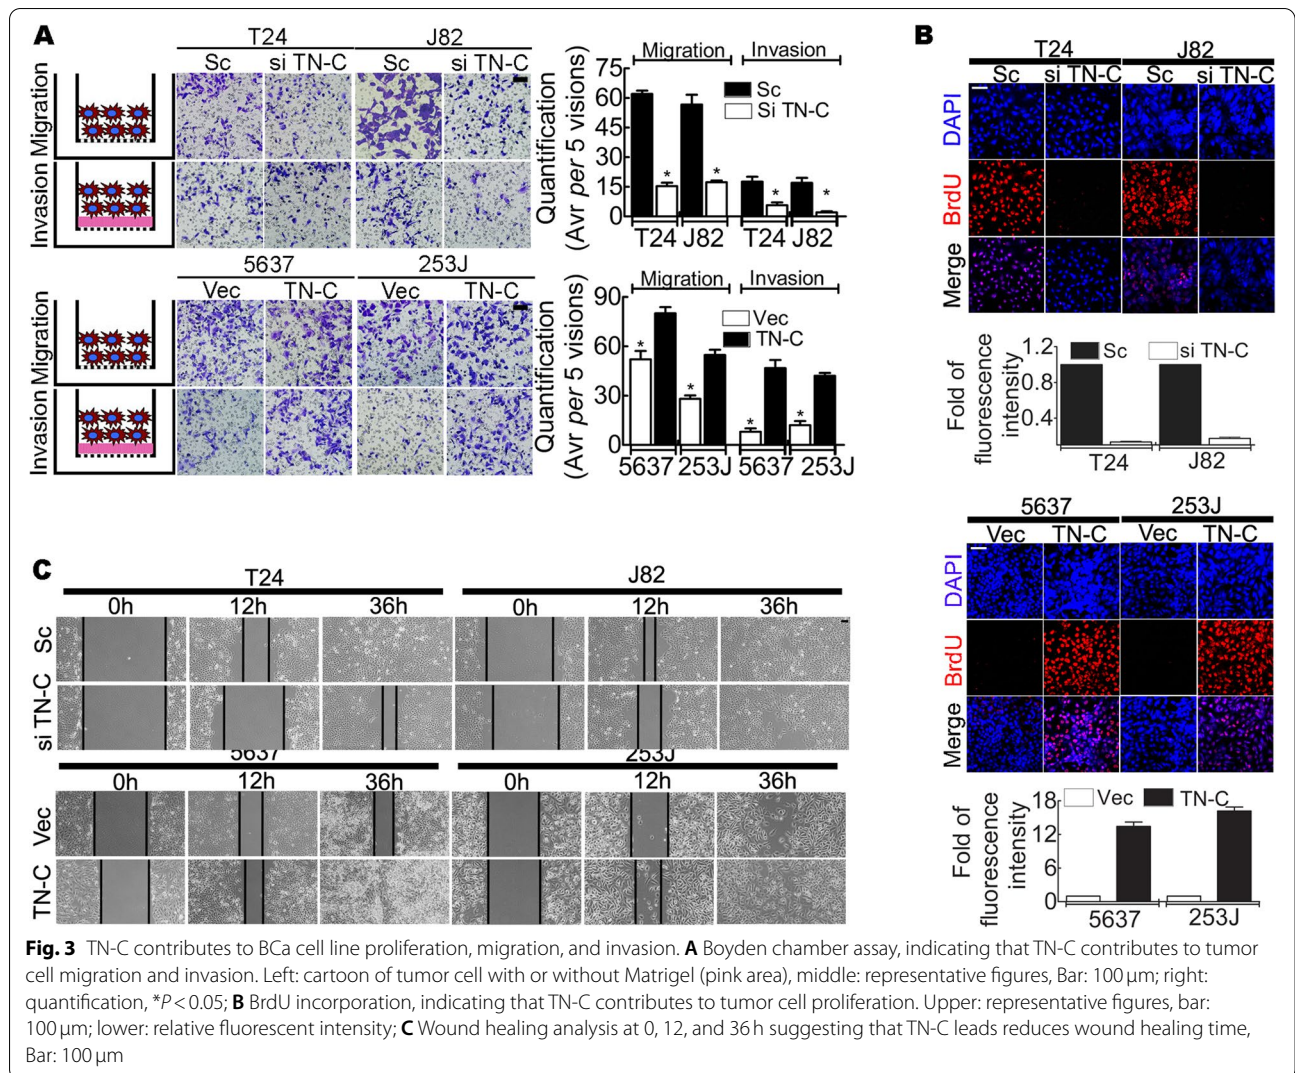 A
T24 J82
Sc si TN-C Sc si TN-C
Migration
Invasion
5637 253J
Vec TN-C Vec TN-C
Migration
Invasion
Quantification
(Avr per 5 visions)
Migration Invasion
75
60
45
30
15
0
Sc
Si TN-C
* * * *
T24 J82 T24 J82
Quantification
(Avr per 5 visions)
Migration Invasion
90
60
30
0
Vec
TN-C
* * * *
5637 253J 5637 253J
B
T24 J82
Sc si TN-C Sc si TN-C
DAPI
BrdU
Merge
Fold of
fluorescence
intensity
1.2
0.8
0.4
Sc si TN-C
T24 J82
5637 253J
Vec TN-C Vec TN-C
DAPI
BrdU
Merge
Fold of
fluorescence
intensity
18
12
6
0
Vec TN-C
5637 253J
C
T24 J82
0h 12h 36h 0h 12h 36h
Sc
si TN-C
5637 253J
0h 12h 36h 0h 12h 36h
Vec
TN-C
Fig. 3 TN-C contributes to BCa cell line proliferation, migration, and invasion. A Boyden chamber assay, indicating that TN-C contributes to tumor
cell migration and invasion. Left: cartoon of tumor cell with or without Matrigel (pink area), middle: representative figures, Bar: 100 μm; right:
quantification, *P < 0.05; B BrdU incorporation, indicating that TN-C contributes to tumor cell proliferation. Upper: representative figures, bar:
100 μm; lower: relative fluorescent intensity; C Wound healing analysis at 0, 12, and 36 h suggesting that TN-C leads reduces wound healing time,
Bar: 100 μm